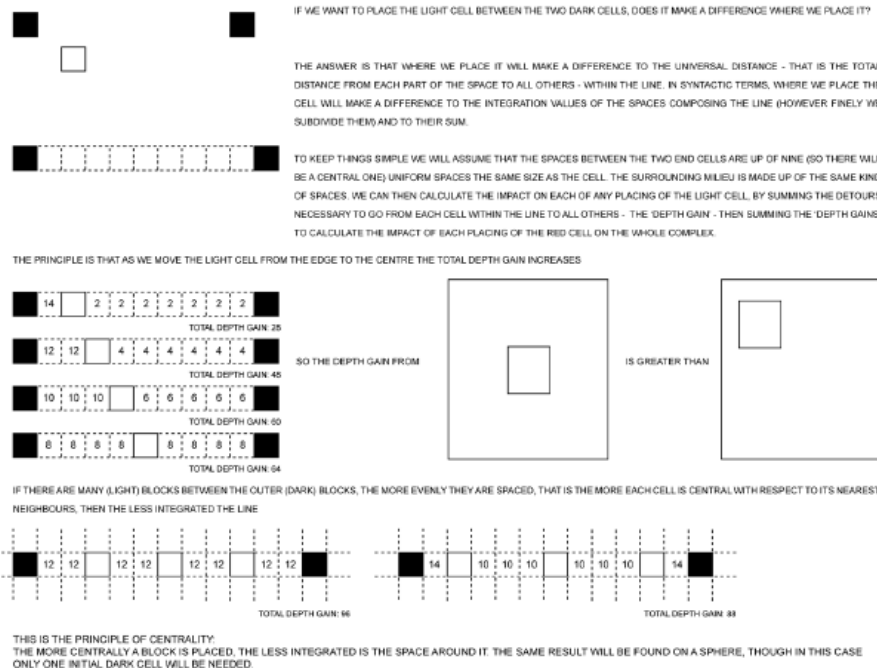 IF WE WANT TO PLACE THE LIGHT CELL BETWEEN THE TWO DARK CELLS, DOES IT MAKE A DIFFERENCE WHERE WE PLACE IT?
THE ANSWER IS THAT WHERE WE PLACE IT WILL MAKE A DIFFERENCE TO THE UNIVERSAL DISTANCE - THAT IS THE TOTAL
DISTANCE FROM EACH PART OF THE SPACE TO ALL OTHERS - WITHIN THE LINE. IN SYNTACTIC TERMS, WHERE WE PLACE THE
CELL WILL MAKE A DIFFERENCE TO THE INTEGRATION VALUES OF THE SPACES COMPOSING THE LINE (HOWEVER FINELY WE
SUBDIVIDE THEM) AND TO THEIR SUM.
TO KEEP THINGS SIMPLE WE WILL ASSUME THAT THE SPACES BETWEEN THE TWO END CELLS ARE UP OF NINE (SO THERE WILL
BE A CENTRAL ONE) UNIFORM SPACES THE SAME SIZE AS THE CELL. THE SURROUNDING MILIEU IS MADE UP OF THE SAME KIND
OF SPACES. WE CAN THEN CALCULATE THE IMPACT ON EACH OF ANY PLACING OF THE LIGHT CELL, BY SUMMING THE DETOURS
NECESSARY TO GO FROM EACH CELL WITHIN THE LINE TO ALL OTHERS - THE 'DEPTH GAIN' - THEN SUMMING THE 'DEPTH GAINS'
TO CALCULATE THE IMPACT OF EACH PLACING OF THE RED CELL ON THE WHOLE COMPLEX.
THE PRINCIPLE IS THAT AS WE MOVE THE LIGHT CELL FROM THE EDGE TO THE CENTRE THE TOTAL DEPTH GAIN INCREASES
14 2 2 2 2 2 2 2
TOTAL DEPTH GAIN: 28
12 12 4 4 4 4 4 4
TOTAL DEPTH GAIN: 48
SO THE DEPTH GAIN FROM
IS GREATER THAN
10 10 10 6 6 6 6 6
TOTAL DEPTH GAIN: 60
8 8 8 8 8 8 8 8
TOTAL DEPTH GAIN: 64
IF THERE ARE MANY (LIGHT) BLOCKS BETWEEN THE OUTER (DARK) BLOCKS, THE MORE EVENLY THEY ARE SPACED, THAT IS THE MORE EACH CELL IS CENTRAL WITH RESPECT TO ITS NEAREST
NEIGHBOURS, THEN THE LESS INTEGRATED THE LINE
12 12 12 12 12 12 12 12
14 10 10 10 10 10 10 14
TOTAL DEPTH GAIN: 96
TOTAL DEPTH GAIN: 88
THIS IS THE PRINCIPLE OF CENTRALITY:
THE MORE CENTRALLY A BLOCK IS PLACED, THE LESS INTEGRATED IS THE SPACE AROUND IT. THE SAME RESULT WILL BE FOUND ON A SPHERE, THOUGH IN THIS CASE
ONLY ONE INITIAL DARK CELL WILL BE NEEDED.